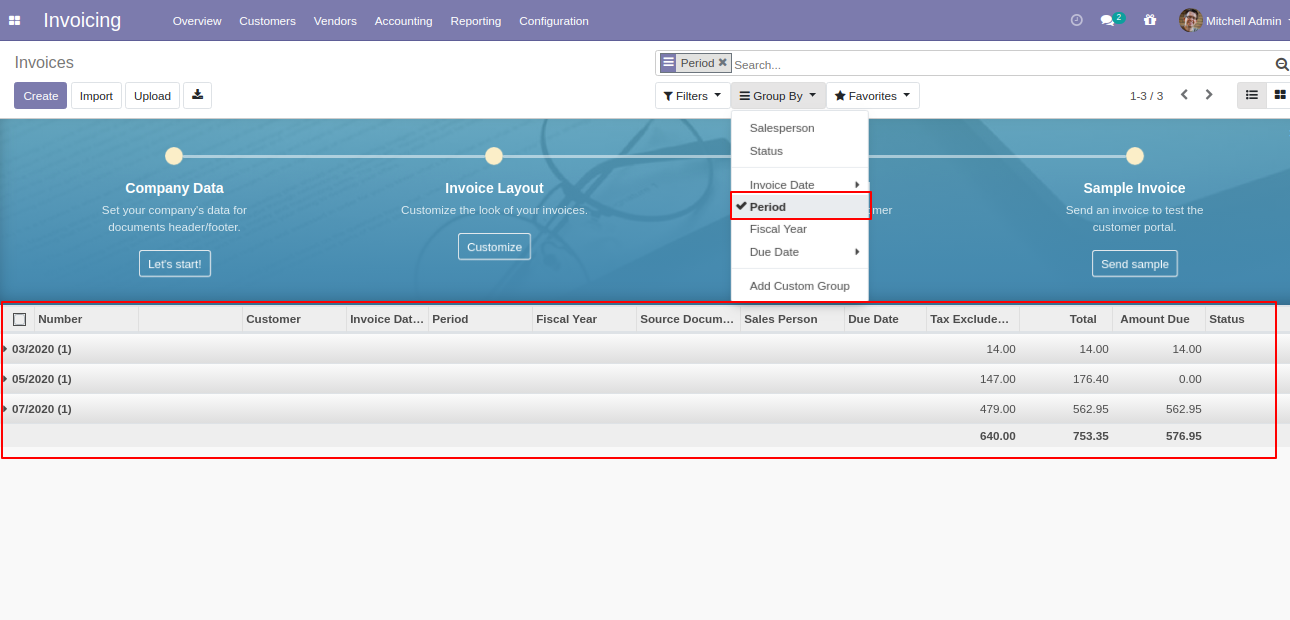 Invoicing Overview Customers Vendors Accounting Reporting Configuration 2 Mitchell Admin
Invoices
Period Search...
Create Import Upload
Filters Group By Favorites 1-3 / 3
Salesperson
Status
Invoice Date
Period
Fiscal Year
Due Date
Add Custom Group
Company Data
Set your company's data for
documents header/footer.
Let's start!
Invoice Layout
Customize the look of your invoices.
Customize
Sample Invoice
Send an invoice to test the
customer portal.
Send sample
Number Customer Invoice Dat... Period Fiscal Year Source Docum... Sales Person Due Date Tax Exclude... Total Amount Due Status
03/2020 (1) 14.00 14.00 14.00
05/2020 (1) 147.00 176.40 0.00
07/2020 (1) 479.00 562.95 562.95
640.00 753.35 576.95